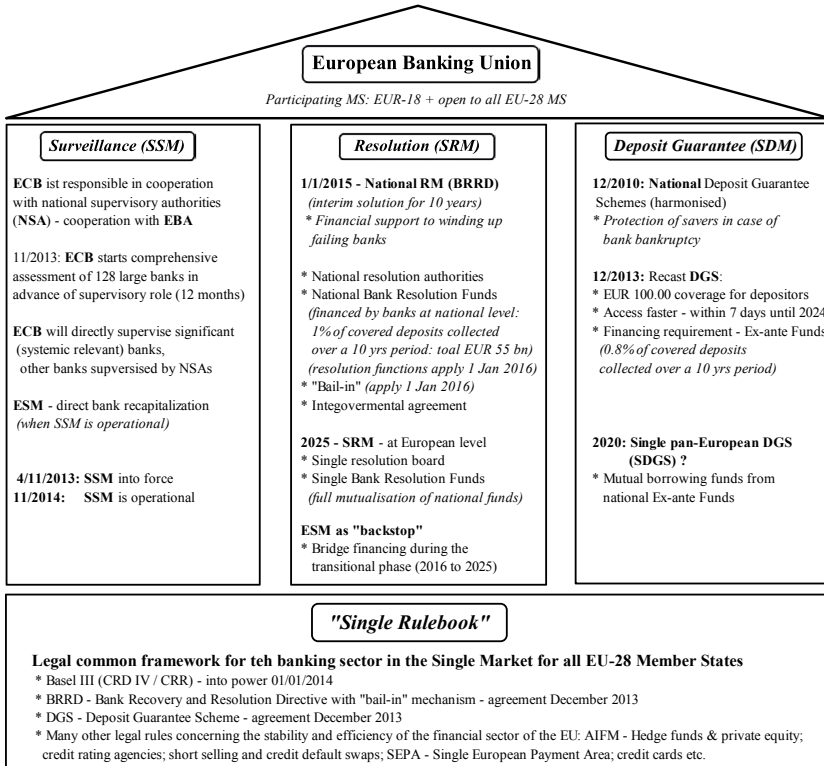 European Banking Union
Participating MS: EUR-18 + open to all EU-28 MS
Surveillance (SSM)
ECB ist responsible in cooperation
with national supervisory authorities
(NSA) - cooperation with EBA
11/2013: ECB starts comprehensive
assessment of 128 large banks in
advance of supervisory role (12 months)
ECB will directly supervise significant
(systemic relevant) banks,
other banks supversised by NSAs
ESM - direct bank recapitalization
(when SSM is operational)
4/11/2013: SSM into force
11/2014: SSM is operational
Resolution (SRM)
1/1/2015 - National RM (BRRD)
(interim solution for 10 years)
* Financial support to winding up
failing banks
* National resolution authorities
* National Bank Resolution Funds
(financed by banks at national level:
1% of covered deposits collected
over a 10 yrs period: toal EUR 55 bn)
(resolution functions apply 1 Jan 2016)
* "Bail-in" (apply 1 Jan 2016)
* Integovermental agreement
2025 - SRM - at European level
* Single resolution board
* Single Bank Resolution Funds
(full mutualisation of national funds)
ESM as "backstop"
* Bridge financing during the
transitional phase (2016 to 2025)
Deposit Guarantee (SDM)
12/2010: National Deposit Guarantee
Schemes (harmonised)
* Protection of savers in case of
bank bankruptcy
12/2013: Recast DGS:
* EUR 100.00 coverage for depositors
* Access faster - within 7 days until 2024
* Financing requirement - Ex-ante Funds
(0.8% of covered deposits
collected over a 10 yrs period)
2020: Single pan-European DGS
(SDGS) ?
* Mutual borrowing funds from
national Ex-ante Funds
"Single Rulebook"
Legal common framework for teh banking sector in the Single Market for all EU-28 Member States
* Basel III (CRD IV / CRR) - into power 01/01/2014
* BRRD - Bank Recovery and Resolution Directive with "bail-in" mechanism - agreement December 2013
* DGS - Deposit Guarantee Scheme - agreement December 2013
* Many other legal rules concerning the stability and efficiency of the financial sector of the EU: AIFM - Hedge funds & private equity;
credit rating agencies; short selling and credit default swaps; SEPA - Single European Payment Area; credit cards etc.